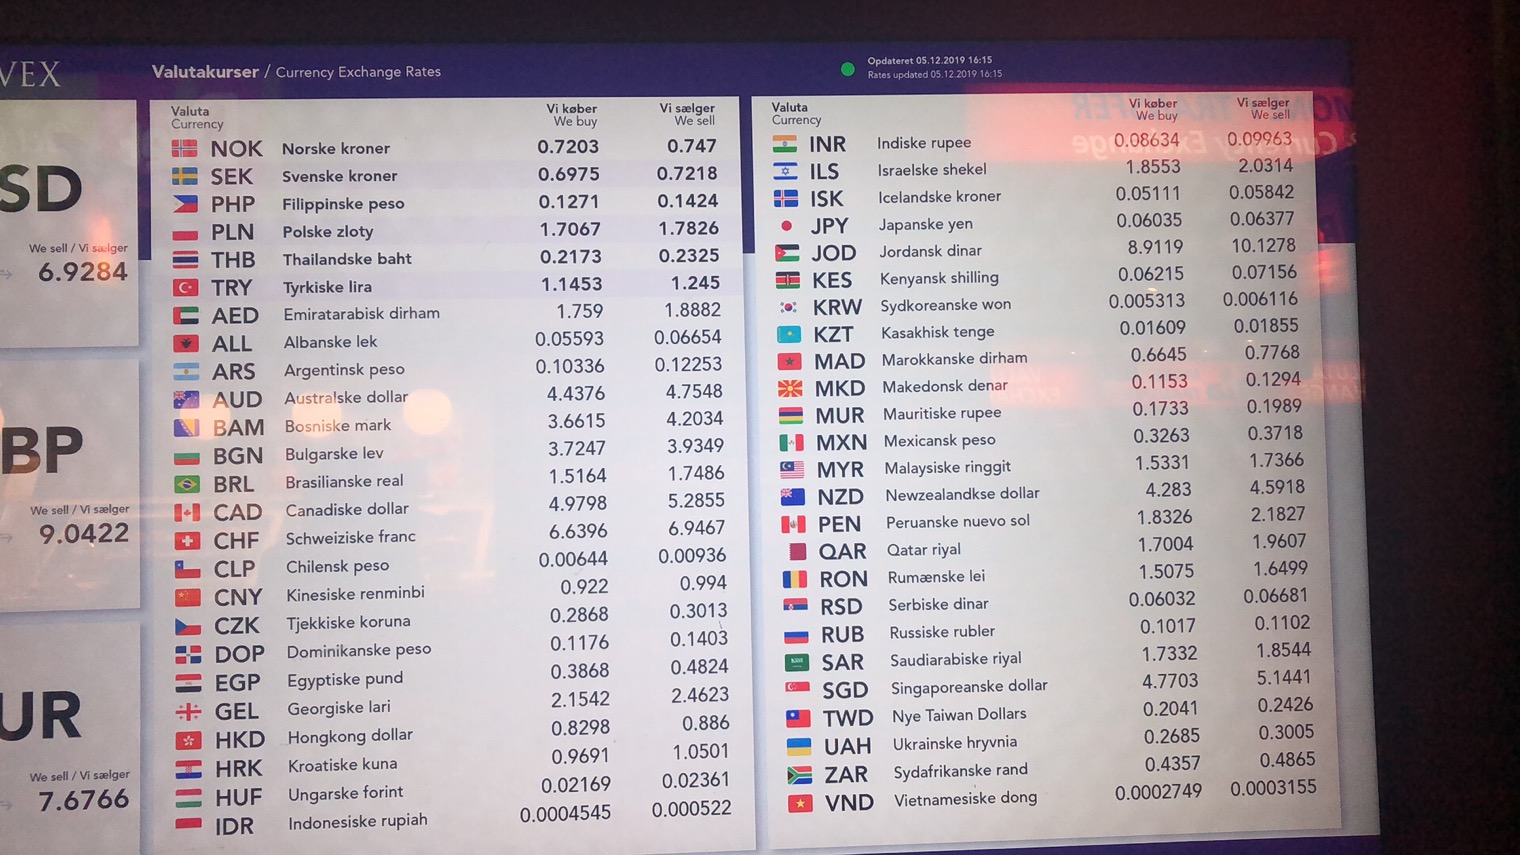 VEX
Valutakurser / Currency Exchange Rates
Opdateret 05.12.2019 16:15
Rates updated 05.12.2019 16:15
SD
We sell / Vi sælger
6.9284
BP
We sell / Vi sælger
9.0422
UR
We sell / Vi sælger
7.6766
Valuta Vi køber Vi sælger
Currency We buy We sell
NOK Norske kroner 0.7203 0.747
SEK Svenske kroner 0.6975 0.7218
PHP Filippinske peso 0.1271 0.1424
PLN Polske zloty 1.7067 1.7826
THB Thailandske baht 0.2173 0.2325
TRY Tyrkiske lira 1.1453 1.245
AED Emiratarabisk dirham 1.759 1.8882
ALL Albanske lek 0.05593 0.06654
ARS Argentinsk peso 0.10336 0.12253
AUD Australske dollar 4.4376 4.7548
BAM Bosniske mark 3.6615 4.2034
BGN Bulgarske lev 3.7247 3.9349
BRL Brasilianske real 1.5164 1.7486
CAD Canadiske dollar 4.9798 5.2855
CHF Schweiziske franc 6.6396 6.9467
CLP Chilensk peso 0.00644 0.00936
CNY Kinesiske renminbi 0.922 0.994
CZK Tjekkiske koruna 0.2868 0.3013
DOP Dominikanske peso 0.1176 0.1403
EGP Egyptiske pund 0.3868 0.4824
GEL Georgiske lari 2.1542 2.4623
HKD Hongkong dollar 0.8298 0.886
HRK Kroatiske kuna 0.9691 1.0501
HUF Ungarske forint 0.02169 0.02361
IDR Indonesiske rupiah 0.0004545 0.000522
Valuta Vi køber Vi sælger
Currency We buy We sell
INR Indiske rupee 0.08634 0.09963
ILS Israelske shekel 1.8553 2.0314
ISK Icelandske kroner 0.05111 0.05842
JPY Japanske yen 0.06035 0.06377
JOD Jordansk dinar 8.9119 10.1278
KES Kenyansk shilling 0.06215 0.07156
KRW Sydkoreanske won 0.005313 0.006116
KZT Kasakhisk tenge 0.01609 0.01855
MAD Marokkanske dirham 0.6645 0.7768
MKD Makedonsk denar 0.1153 0.1294
MUR Mauritiske rupee 0.1733 0.1989
MXN Mexicansk peso 0.3263 0.3718
MYR Malaysiske ringgit 1.5331 1.7366
NZD Newzealandkse dollar 4.283 4.5918
PEN Peruanske nuevo sol 1.8326 2.1827
QAR Qatar riyal 1.7004 1.9607
RON Rumænske lei 1.5075 1.6499
RSD Serbiske dinar 0.06032 0.06681
RUB Russiske rubler 0.1017 0.1102
SAR Saudiarabiske riyal 1.7332 1.8544
SGD Singaporeanske dollar 4.7703 5.1441
TWD Nye Taiwan Dollars 0.2041 0.2426
UAH Ukrainske hryvnia 0.2685 0.3005
ZAR Sydafrikanske rand 0.4357 0.4865
VND Vietnamesiske dong 0.0002749 0.0003155